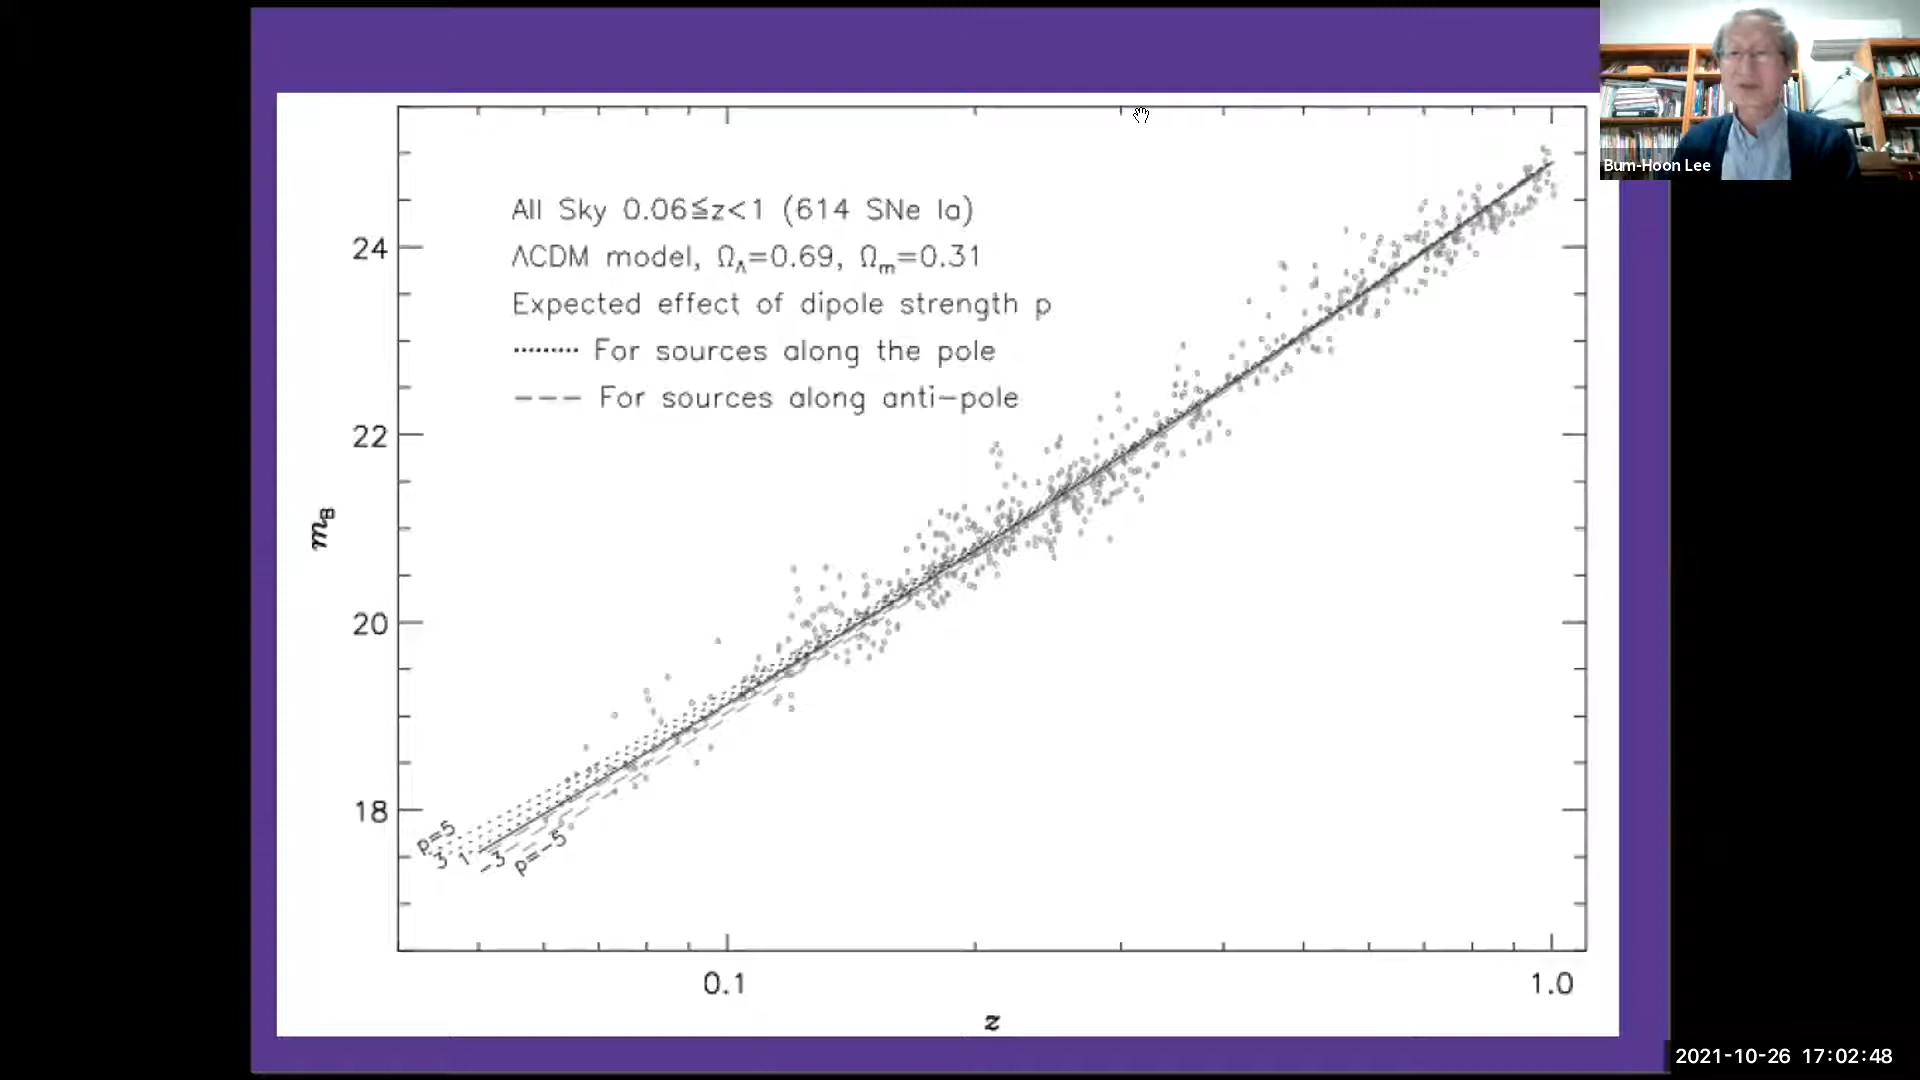 Bum-Hoon Lee
All Sky 0.06≦z<1 (614 SNe Ia)
ΛCDM model, Ω_Λ=0.69, Ω_m=0.31
Expected effect of dipole strength p
For sources along the pole
For sources along anti-pole
24
22
20
18
m_B
p=5
3
1
-3
p=-5
0.1
1.0
z
2021-10-26 17:02:48